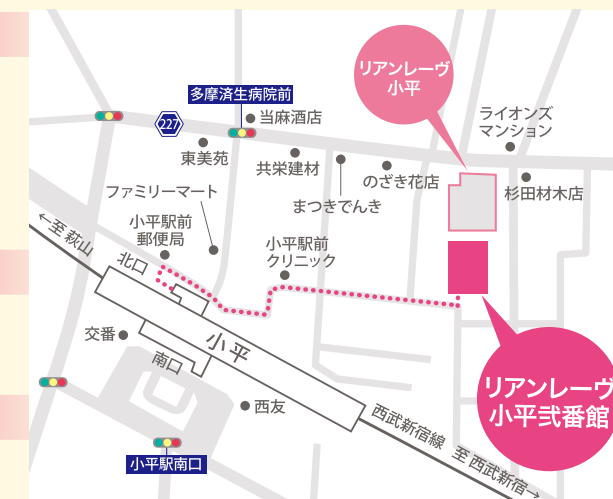 リアンレーヴ
小平
多摩済生病院前
当麻酒店
227
ライオンズ
マンション
東美苑
共栄建材
のざき花店
まつきでんき
杉田材木店
ファミリーマート
小平駅前
郵便局
小平駅前
クリニック
←至萩山
北口
小平
交番
南口
西友
リアンレーヴ
小平弐番館
西武新宿線
至西武新宿→
小平駅南口